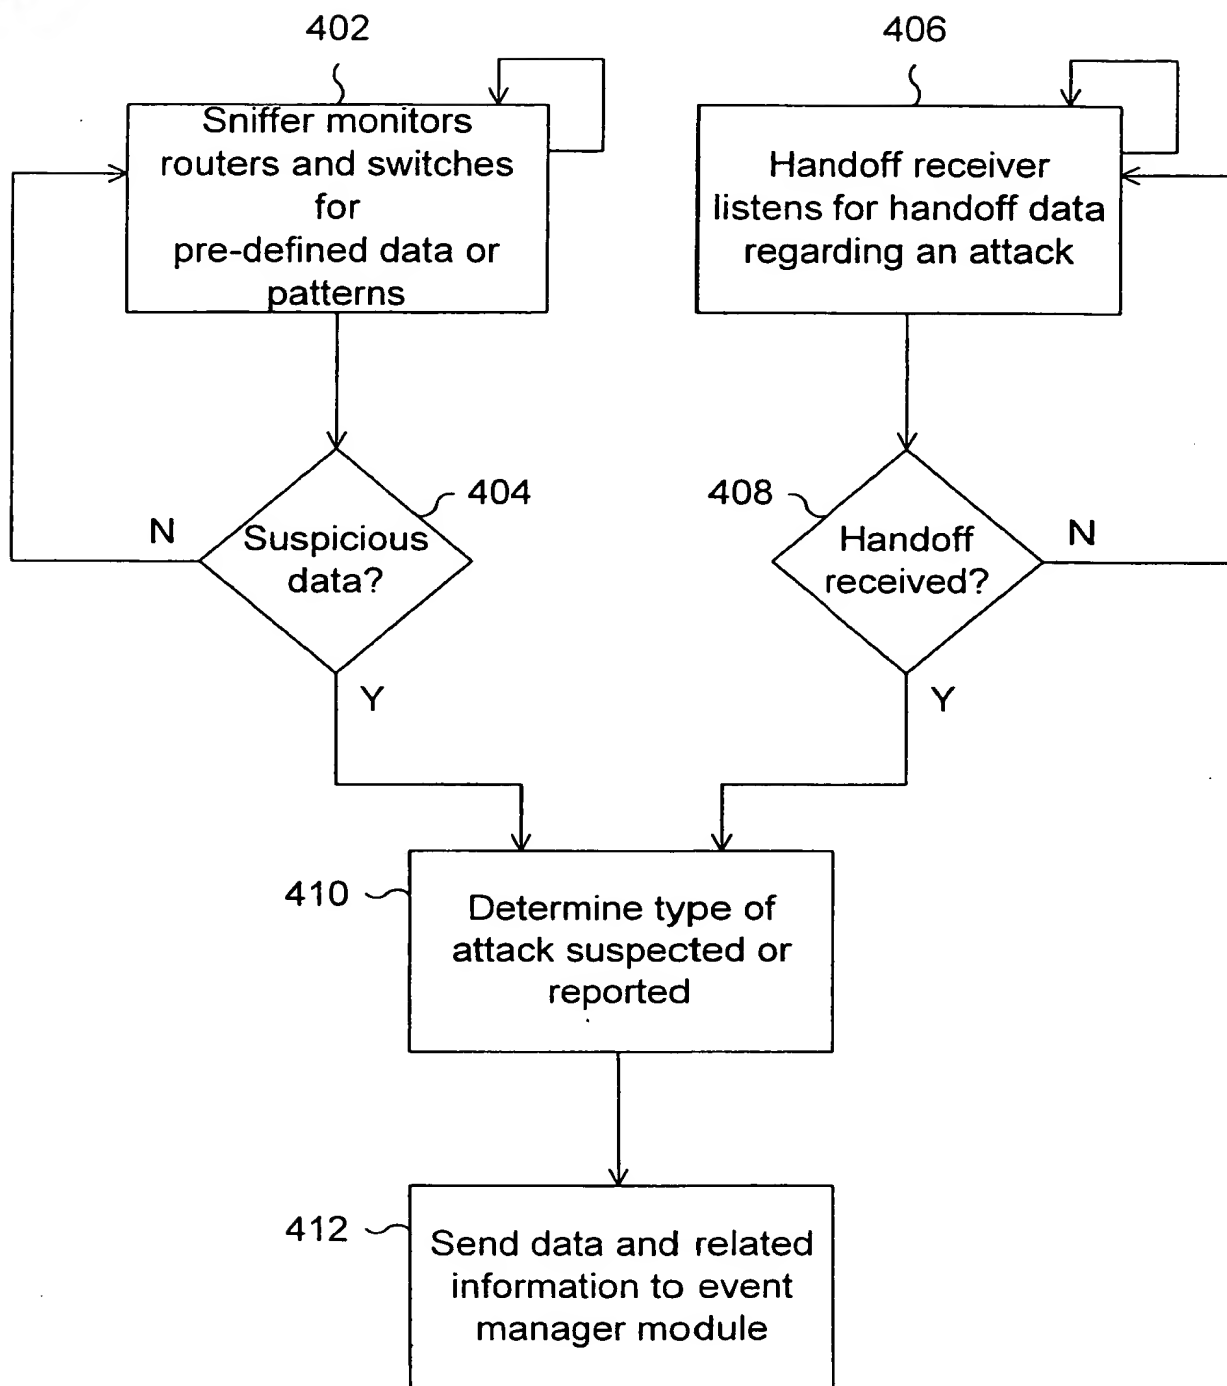 402
Sniffer monitors
routers and switches
for
pre-defined data or
patterns
406
Handoff receiver
listens for handoff data
regarding an attack
404
N
Suspicious
data?
Y
408
N
Handoff
received?
Y
410
Determine type of
attack suspected or
reported
412
Send data and related
information to event
manager module